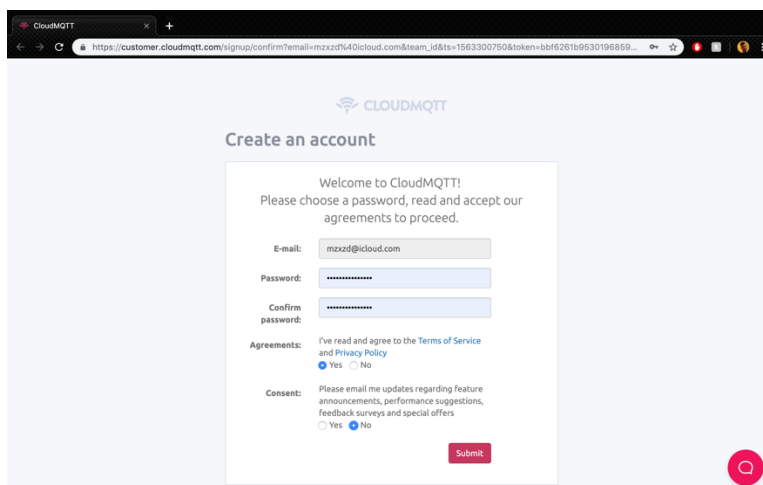 CloudMQTT
https://customer.cloudmqtt.com/signup/confirm?email=mzxzd%40icloud.com&team_id&ts=1563300750&token=bbf6261b9530196859...
CLOUDMQTT
Create an account
Welcome to CloudMQTT!
Please choose a password, read and accept our
agreements to proceed.
E-mail: mzxzd@icloud.com
Password: •••••••••••••••
Confirm
password: •••••••••••••••
Agreements: I've read and agree to the Terms of Service
and Privacy Policy
Yes No
Consent: Please email me updates regarding feature
announcements, performance suggestions,
feedback surveys and special offers
Yes No
Submit